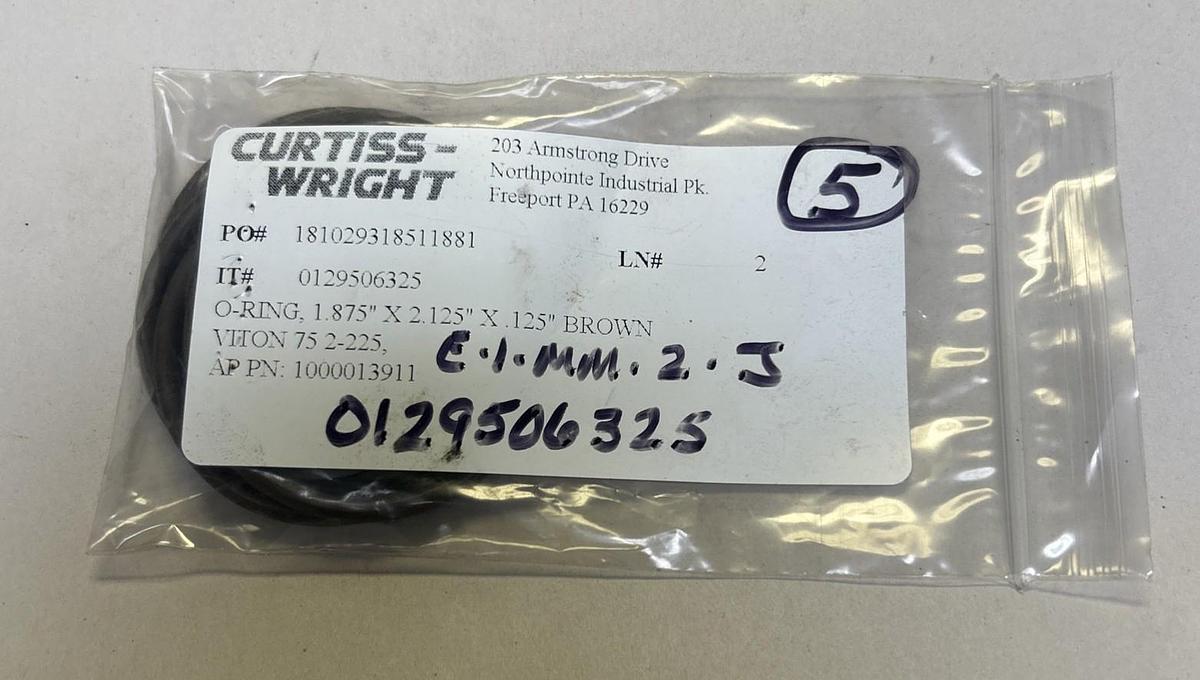 CURTISS-
WRIGHT
203 Armstrong Drive
Northpointe Industrial Pk.
Freeport PA 16229
5
PO# 181029318511881
LN# 2
IT# 0129506325
O-RING, 1.875" X 2.125" X .125" BROWN
VITON 75 2-225,
AP PN: 1000013911
E.1.MM.2.J
0129506325